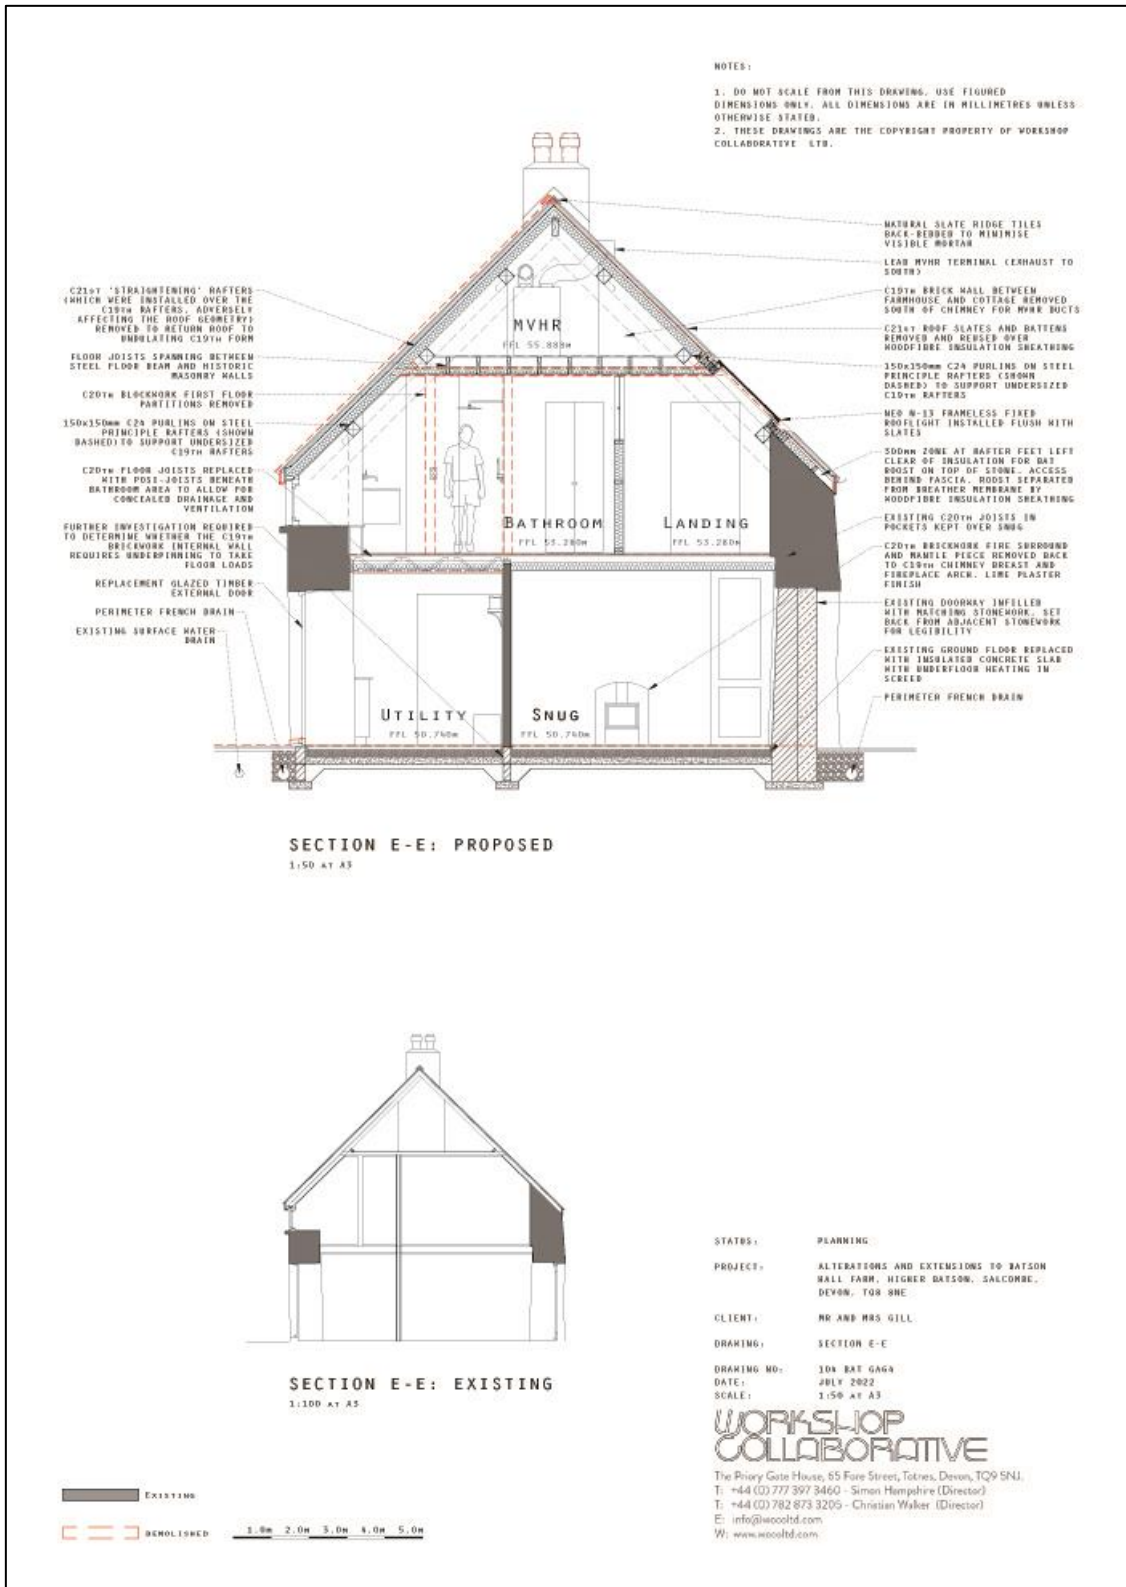 NOTES:
1. DO NOT SCALE FROM THIS DRAWING. USE FIGURED
DIMENSIONS ONLY. ALL DIMENSIONS ARE IN MILLIMETRES UNLESS
OTHERWISE STATED.
2. THESE DRAWINGS ARE THE COPYRIGHT PROPERTY OF WORKSHOP
COLLABORATIVE LTD.
C21ST 'STRAIGHTENING' RAFTERS
(WHICH WERE INSTALLED OVER THE
C19TH RAFTERS, ADVERSELY
AFFECTING THE ROOF GEOMETRY)
REMOVED TO RETURN ROOF TO
UNDULATING C19TH FORM
FLOOR JOISTS SPANNING BETWEEN
STEEL FLOOR BEAM AND HISTORIC
MASONRY WALLS
C20TH BLOCKWORK FIRST FLOOR
PARTITIONS REMOVED
150x150mm C24 PURLINS ON STEEL
PRINCIPLE RAFTERS (SHOWN
DASHED) TO SUPPORT UNDERSIZED
C19TH RAFTERS
C20TH FLOOR JOISTS REPLACED
WITH POSI-JOISTS BENEATH
BATHROOM AREA TO ALLOW FOR
CONCEALED DRAINAGE AND
VENTILATION
FURTHER INVESTIGATION REQUIRED
TO DETERMINE WHETHER THE C19TH
BRICKWORK INTERNAL WALL
REQUIRES UNDERPINNING TO TAKE
FLOOR LOADS
REPLACEMENT GLAZED TIMBER
EXTERNAL DOOR
PERIMETER FRENCH DRAIN
EXISTING SURFACE WATER
DRAIN
MVHR
FFL 55.883m
BATHROOM
FFL 53.260m
LANDING
FFL 53.260m
UTILITY
FFL 50.740m
SNUG
FFL 50.740m
NATURAL SLATE RIDGE TILES
BACK-BEDDED TO MINIMISE
VISIBLE MORTAR
LEAD MVHR TERMINAL (EXHAUST TO
SOUTH)
C19TH BRICK WALL BETWEEN
FARMHOUSE AND COTTAGE REMOVED
SOUTH OF CHIMNEY FOR MVHR DUCTS
C21ST ROOF SLATES AND BATTENS
REMOVED AND REUSED OVER
WOODFIBRE INSULATION SHEATHING
150x150mm C24 PURLINS ON STEEL
PRINCIPLE RAFTERS (SHOWN
DASHED) TO SUPPORT UNDERSIZED
C19TH RAFTERS
NEO N-13 FRAMELESS FIXED
ROOFLIGHT INSTALLED FLUSH WITH
SLATES
300mm ZONE AT RAFTER FEET LEFT
CLEAR OF INSULATION FOR BAT
ROOST ON TOP OF STONE. ACCESS
BEHIND FASCIA. ROOST SEPARATED
FROM BREATHER MEMBRANE BY
WOODFIBRE INSULATION SHEATHING
EXISTING C20TH JOISTS IN
POCKETS KEPT OVER SNUG
C20TH BRICKWORK FIRE SURROUND
AND MANTLE PIECE REMOVED BACK
TO C19TH CHIMNEY BREAST AND
FIREPLACE ARCH. LIME PLASTER
FINISH
EXISTING DOORWAY INFILLED
WITH MATCHING STONEWORK. SET
BACK FROM ADJACENT STONEWORK
FOR LEGIBILITY
EXISTING GROUND FLOOR REPLACED
WITH INSULATED CONCRETE SLAB
WITH UNDERFLOOR HEATING IN
SCREED
PERIMETER FRENCH DRAIN
SECTION E-E: PROPOSED
1:50 AT A3
SECTION E-E: EXISTING
1:100 AT A3
STATUS: PLANNING
PROJECT: ALTERATIONS AND EXTENSIONS TO BATSON
HALL FARM, HIGHER BATSON, SALCOMBE,
DEVON, TQ8 8NE
CLIENT: MR AND MRS GILL
DRAWING: SECTION E-E
DRAWING NO: 104 BAT GA64
DATE: JULY 2022
SCALE: 1:50 AT A3
WORKSHOP
COLLABORATIVE
The Priory Gate House, 65 Fore Street, Totnes, Devon, TQ9 5NJ.
T: +44 (0) 777 397 3460 - Simon Hampshire (Director)
T: +44 (0) 782 873 3205 - Christian Walker (Director)
E: info@woooltd.com
W: www.woooltd.com
EXISTING
DEMOLISHED
1.0m 2.0m 3.0m 4.0m 5.0m